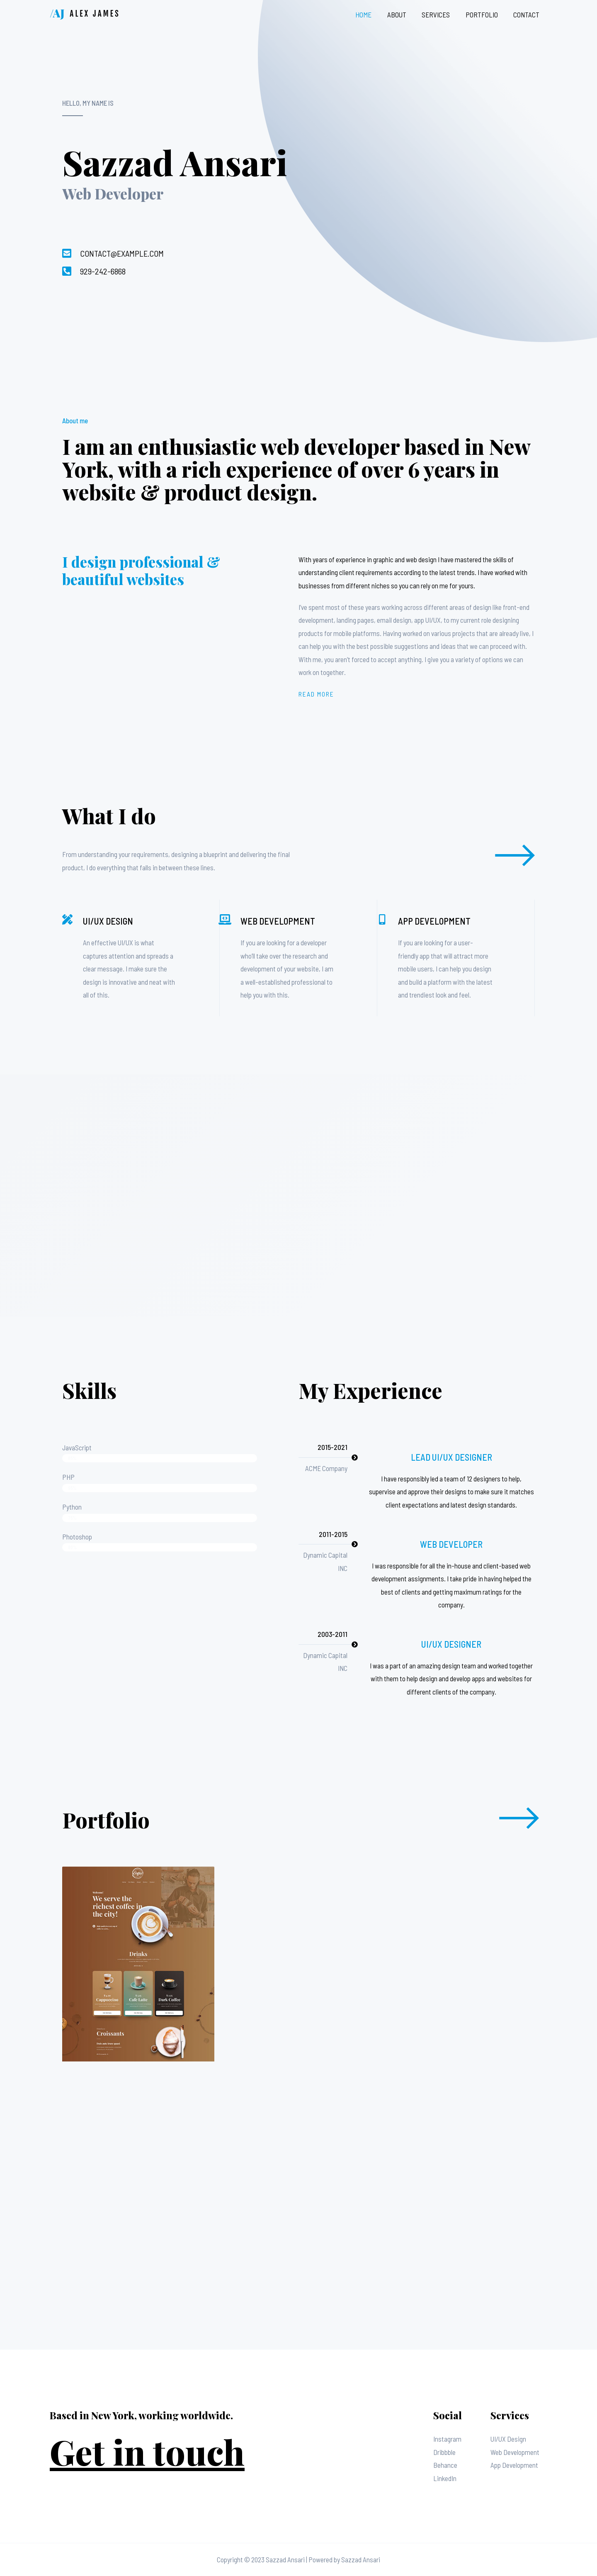 /AJ ALEX JAMES
HOME ABOUT SERVICES PORTFOLIO CONTACT
HELLO, MY NAME IS
Sazzad Ansari
Web Developer
CONTACT@EXAMPLE.COM
929-242-6868
About me
I am an enthusiastic web developer based in New
York, with a rich experience of over 6 years in
website & product design.
I design professional &
beautiful websites
With years of experience in graphic and web design I have mastered the skills of
understanding client requirements according to the latest trends. I have worked with
businesses from different niches so you can rely on me for yours.
I've spent most of these years working across different areas of design like front-end
development, landing pages, email design, app UI/UX, to my current role designing
products for mobile platforms. Having worked on various projects that are already live, I
can help you with the best possible suggestions and ideas that we can proceed with.
With me, you aren't forced to accept anything, I give you a variety of options we can
work on together.
READ MORE
What I do
From understanding your requirements, designing a blueprint and delivering the final
product, I do everything that falls in between these lines.
UI/UX DESIGN
An effective UI/UX is what
captures attention and spreads a
clear message. I make sure the
design is innovative and neat with
all of this.
WEB DEVELOPMENT
If you are looking for a developer
who'll take over the research and
development of your website, I am
a well-established professional to
help you with this.
APP DEVELOPMENT
If you are looking for a user-
friendly app that will attract more
mobile users, I can help you design
and build a platform with the latest
and trendiest look and feel.
Skills
JavaScript
PHP
Python
Photoshop
My Experience
2015-2021
ACME Company
LEAD UI/UX DESIGNER
I have responsibly led a team of 12 designers to help,
supervise and approve their designs to make sure it matches
client expectations and latest design standards.
2011-2015
Dynamic Capital
INC
WEB DEVELOPER
I was responsible for all the in-house and client-based web
development assignments. I take pride in having helped the
best of clients and getting maximum ratings for the
company.
2003-2011
Dynamic Capital
INC
UI/UX DESIGNER
I was a part of an amazing design team and worked together
with them to help design and develop apps and websites for
different clients of the company.
Portfolio
We serve the
richest coffee in
the city!
Drinks
Cappuccino
Cafe Latte
Dark Coffee
Croissants
Based in New York, working worldwide.
Get in touch
Social
Instagram
Dribbble
Behance
LinkedIn
Services
UI/UX Design
Web Development
App Development
Copyright © 2023 Sazzad Ansari | Powered by Sazzad Ansari